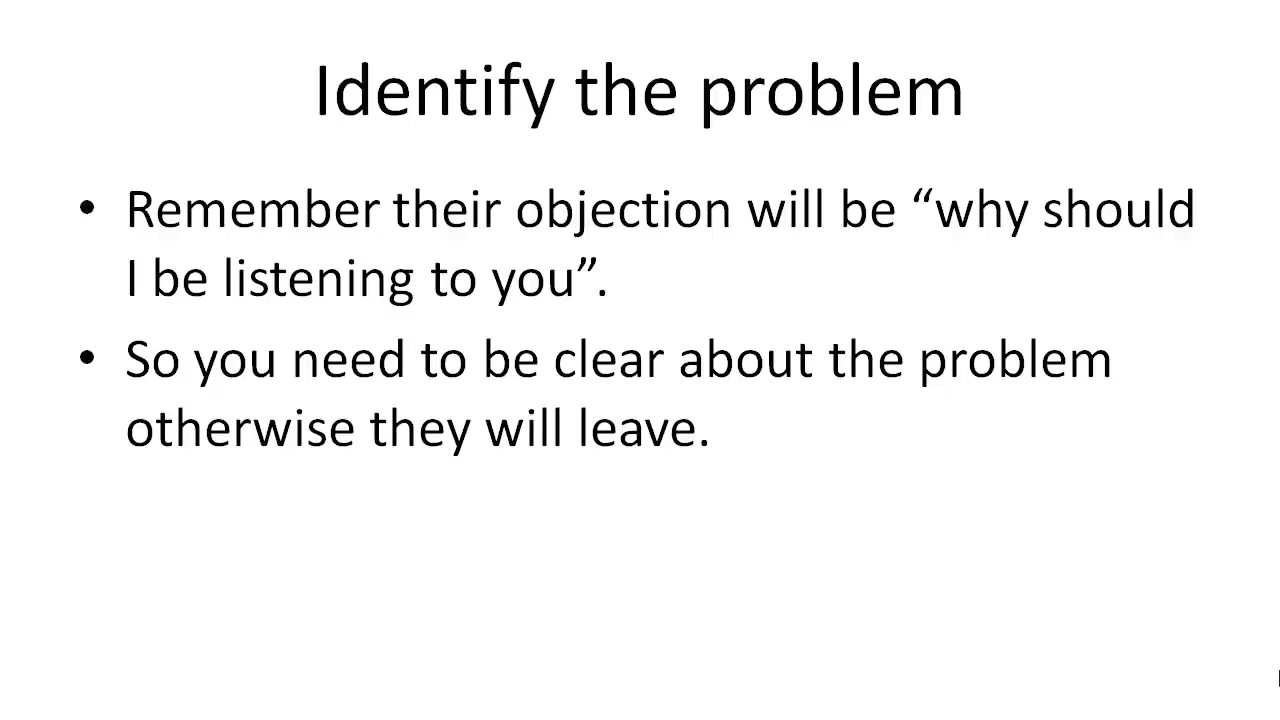 Identify the problem
• Remember their objection will be “why should
I be listening to you”.
• So you need to be clear about the problem
otherwise they will leave.